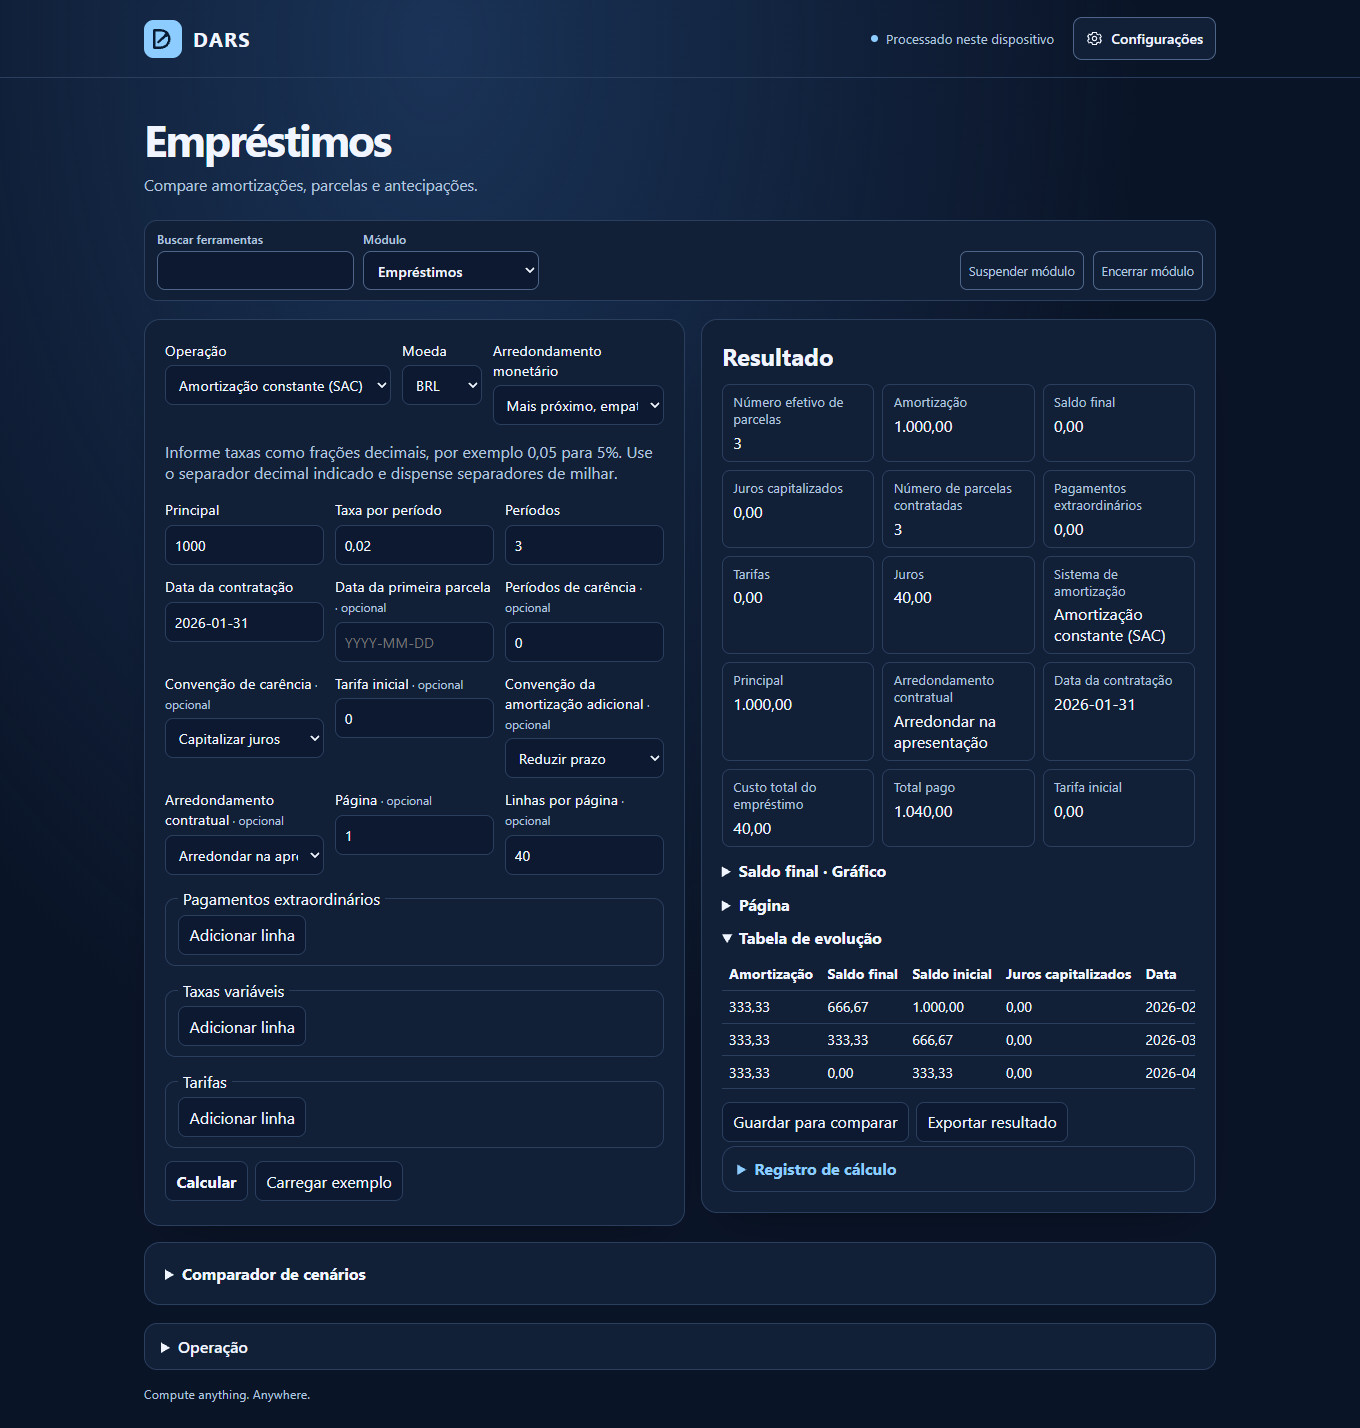 DARS
Processado neste dispositivo
Configurações
Empréstimos
Compare amortizações, parcelas e antecipações.
Buscar ferramentas
Módulo
Empréstimos
Suspender módulo
Encerrar módulo
Operação
Moeda
Arredondamento
monetário
Amortização constante (SAC)
BRL
Mais próximo, empat
Informe taxas como frações decimais, por exemplo 0,05 para 5%. Use
o separador decimal indicado e dispense separadores de milhar.
Principal
Taxa por período
Períodos
1000
0,02
3
Data da contratação
Data da primeira parcela
· opcional
Períodos de carência ·
opcional
2026-01-31
YYYY-MM-DD
0
Convenção de carência ·
opcional
Tarifa inicial · opcional
Convenção da
amortização adicional ·
opcional
Capitalizar juros
0
Reduzir prazo
Arredondamento
contratual · opcional
Página · opcional
Linhas por página ·
opcional
Arredondar na apre
1
40
Pagamentos extraordinários
Adicionar linha
Taxas variáveis
Adicionar linha
Tarifas
Adicionar linha
Calcular
Carregar exemplo
Resultado
Número efetivo de
parcelas
3
Amortização
1.000,00
Saldo final
0,00
Juros capitalizados
0,00
Número de parcelas
contratadas
3
Pagamentos
extraordinários
0,00
Tarifas
0,00
Juros
40,00
Sistema de
amortização
Amortização
constante (SAC)
Principal
1.000,00
Arredondamento
contratual
Arredondar na
apresentação
Data da contratação
2026-01-31
Custo total do
empréstimo
40,00
Total pago
1.040,00
Tarifa inicial
0,00
Saldo final · Gráfico
Página
Tabela de evolução
Amortização Saldo final Saldo inicial Juros capitalizados Data
333,33 666,67 1.000,00 0,00 2026-02
333,33 333,33 666,67 0,00 2026-03
333,33 0,00 333,33 0,00 2026-04
Guardar para comparar
Exportar resultado
Registro de cálculo
Comparador de cenários
Operação
Compute anything. Anywhere.